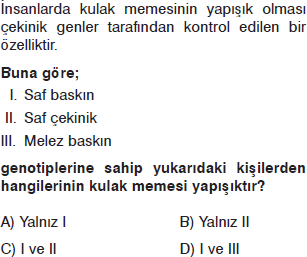 İnsanlarda kulak memesinin yapışık olması
çekinik genler tarafından kontrol edilen bir
özelliktir.
Buna göre;
I. Saf baskın
II. Saf çekinik
III. Melez baskın
genotiplerine sahip yukarıdaki kişilerden
hangilerinin kulak memesi yapışıktır?
A) Yalnız I B) Yalnız II
C) I ve II D) I ve III